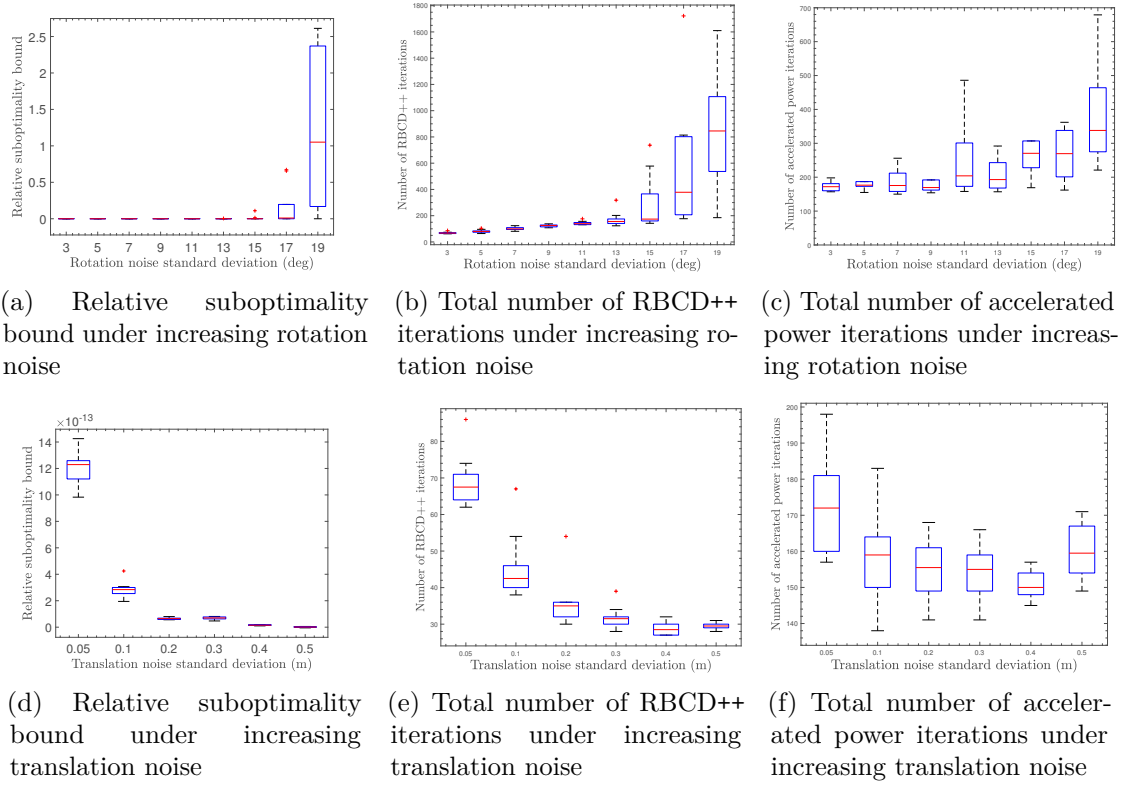 Relative suboptimality bound
2.5
2
1.5
1
0.5
0
3 5 7 9 11 13 15 17 19
Rotation noise standard deviation (deg)
(a) Relative suboptimality
bound under increasing rotation
noise
Number of RBCD++ iterations
1800
1600
1400
1200
1000
800
600
400
200
0
3 5 7 9 11 13 15 17 19
Rotation noise standard deviation (deg)
(b) Total number of RBCD++
iterations under increasing ro-
tation noise
Number of accelerated power iterations
700
600
500
400
300
200
100
0
3 5 7 9 11 13 15 17 19
Rotation noise standard deviation (deg)
(c) Total number of accelerated
power iterations under increas-
ing rotation noise
Relative suboptimality bound
×10⁻¹³
14
12
10
8
6
4
2
0
0.05 0.1 0.2 0.3 0.4 0.5
Translation noise standard deviation (m)
(d) Relative suboptimality
bound under increasing
translation noise
Number of RBCD++ iterations
80
70
60
50
40
30
0.05 0.1 0.2 0.3 0.4 0.5
Translation noise standard deviation (m)
(e) Total number of RBCD++
iterations under increasing
translation noise
Number of accelerated power iterations
200
190
180
170
160
150
140
0.05 0.1 0.2 0.3 0.4 0.5
Translation noise standard deviation (m)
(f) Total number of acceler-
ated power iterations under
increasing translation noise